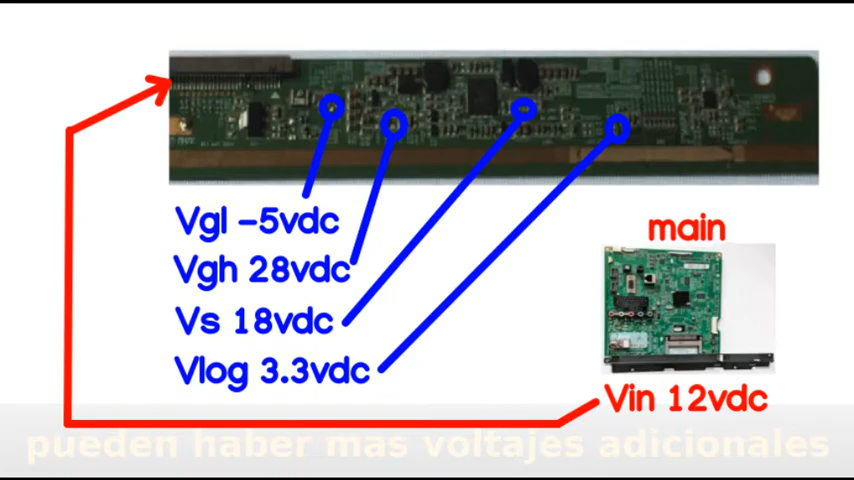 Vgl -5vdc
Vgh 28vdc
Vs 18vdc
Vlog 3.3vdc
main
Vin 12vdc
pueden haber mas voltajes adicionales